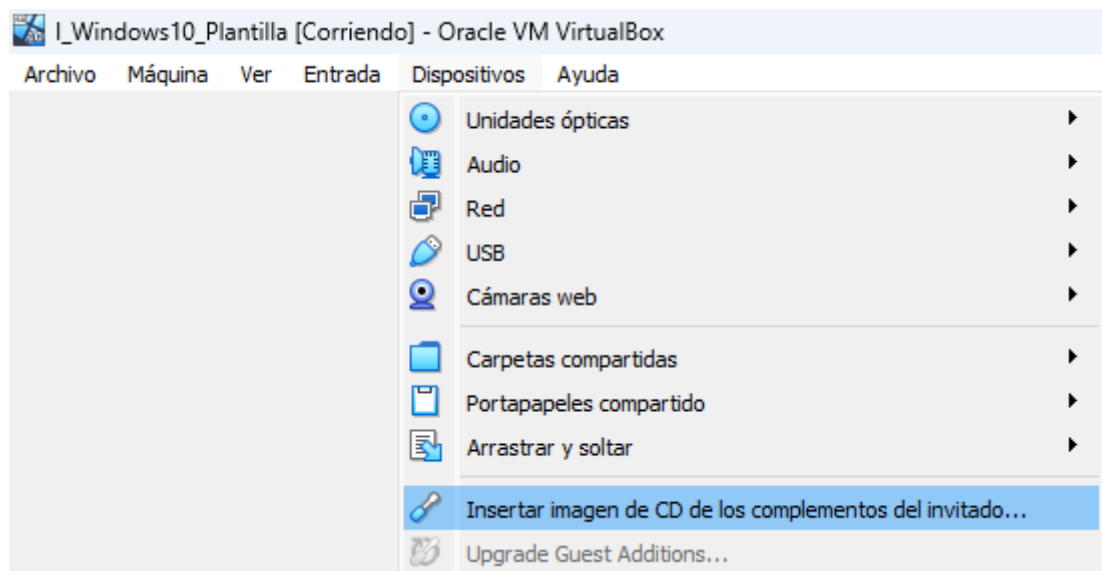 I_Windows10_Plantilla [Corriendo] - Oracle VM VirtualBox
Archivo Máquina Ver Entrada Dispositivos Ayuda
Unidades ópticas
Audio
Red
USB
Cámaras web
Carpetas compartidas
Portapapeles compartido
Arrastrar y soltar
Insertar imagen de CD de los complementos del invitado...
Upgrade Guest Additions...